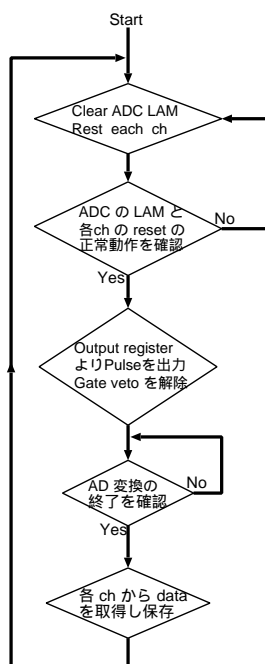 Start
Clear ADC LAM
Rest each ch
ADC の LAM と
各ch の reset の
正常動作を確認
No
Yes
Output register
よりPulseを出力
Gate veto を解除
AD 変換の
終了を確認
No
Yes
各 ch から data
を取得し保存